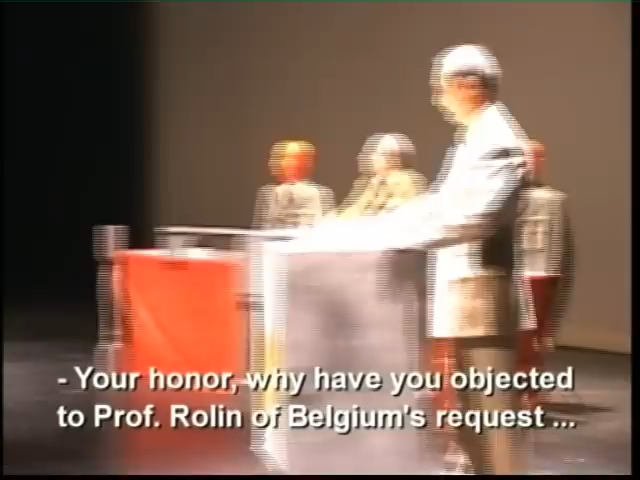 - Your honor, why have you objected
to Prof. Rolin of Belgium's request ...